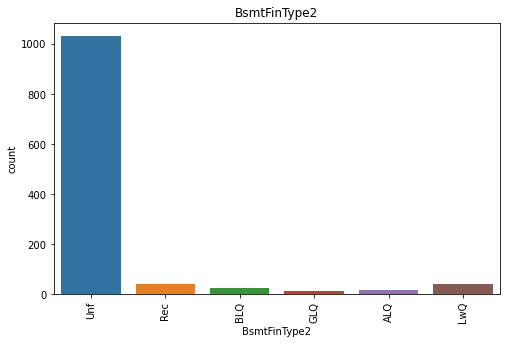 BsmtFinType2
count
1000
800
600
400
200
0
Unf
Rec
BLQ
GLQ
ALQ
LwQ
BsmtFinType2